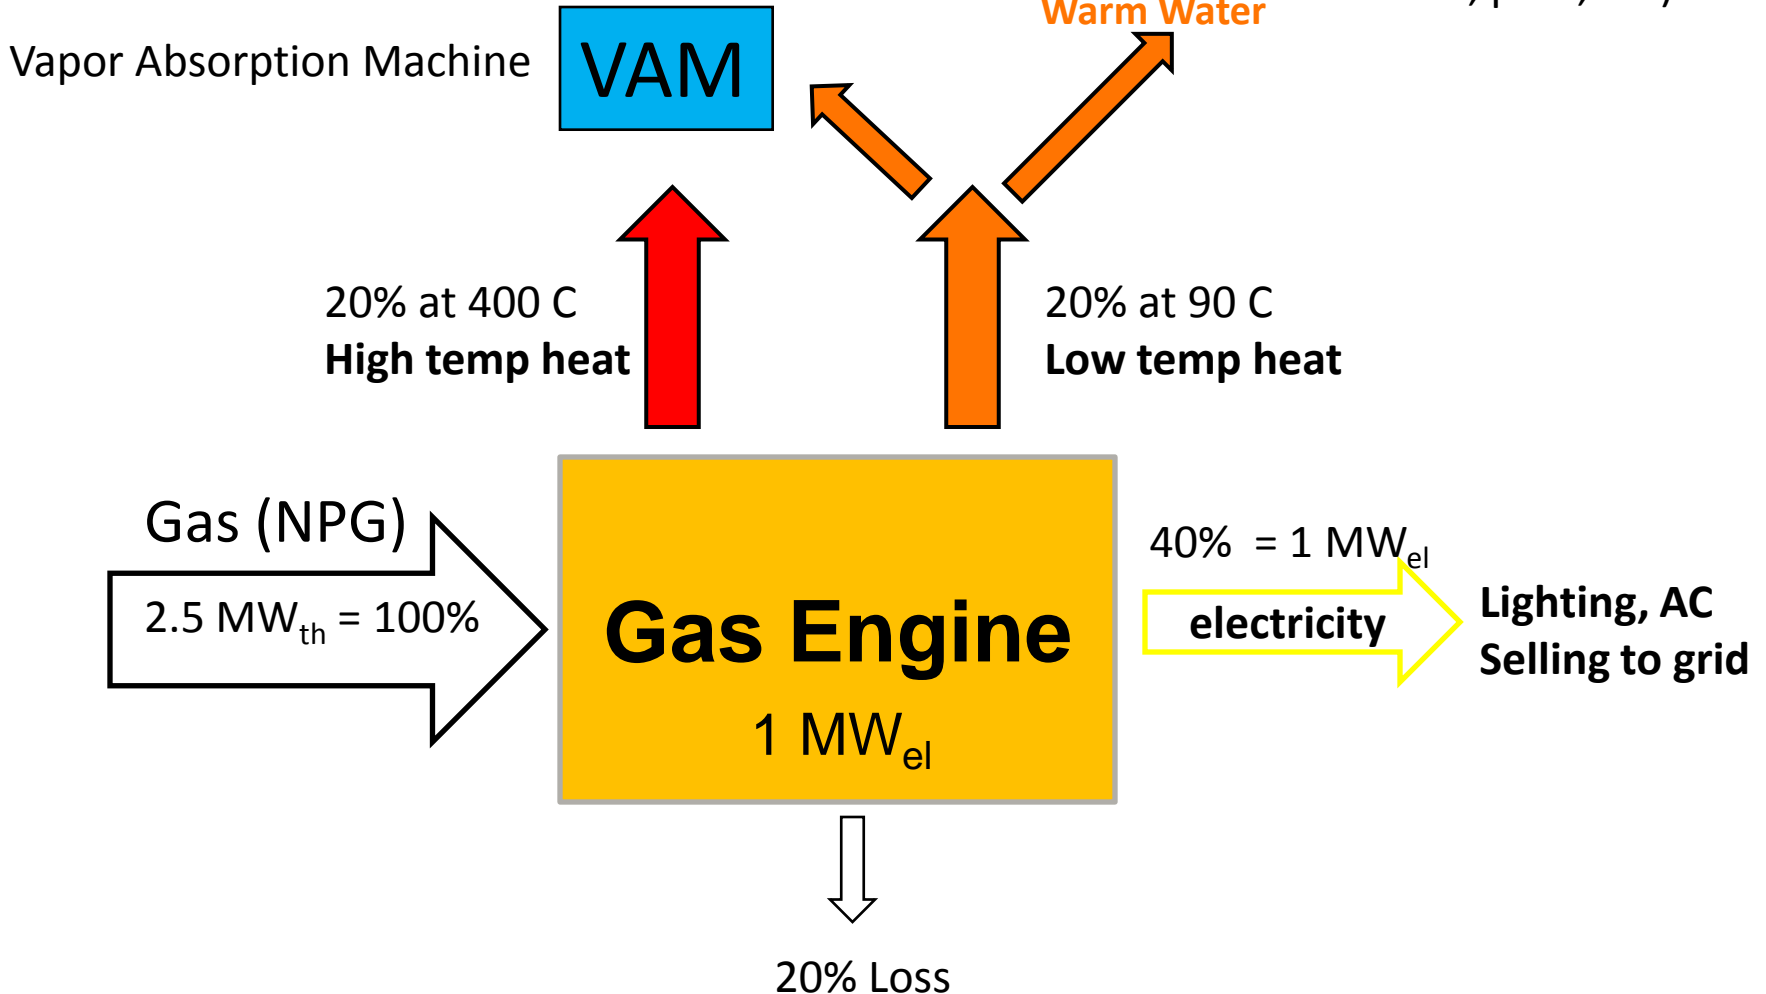 Warm Water
Vapor Absorption Machine
VAM
20% at 400 C
High temp heat
20% at 90 C
Low temp heat
Gas (NPG)
2.5 MWth = 100%
Gas Engine
1 MWel
40%  = 1 MWel
electricity
Lighting, AC
Selling to grid
20% Loss